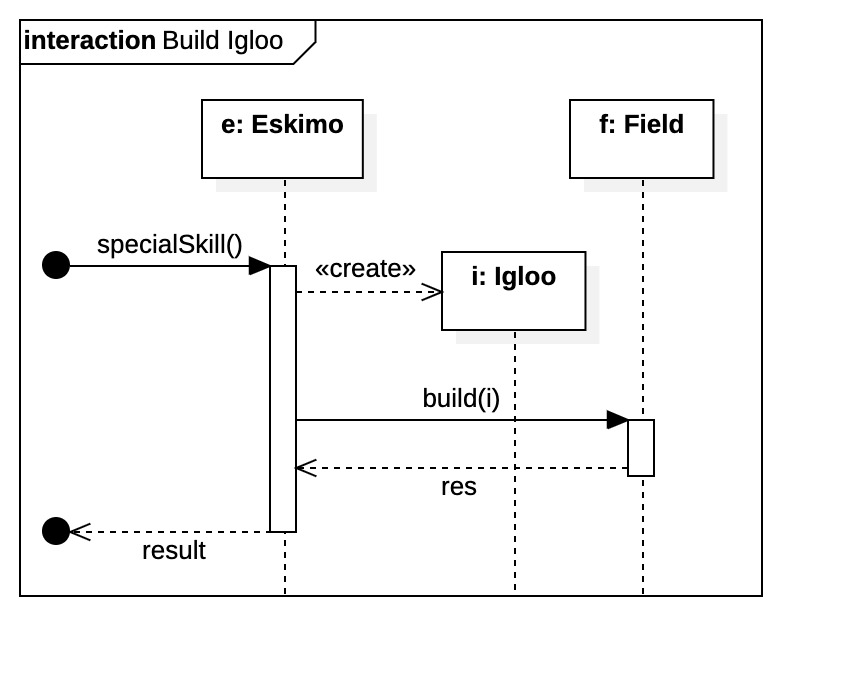 interaction Build Igloo
e: Eskimo
f: Field
specialSkill()
«create»
i: Igloo
build(i)
res
result